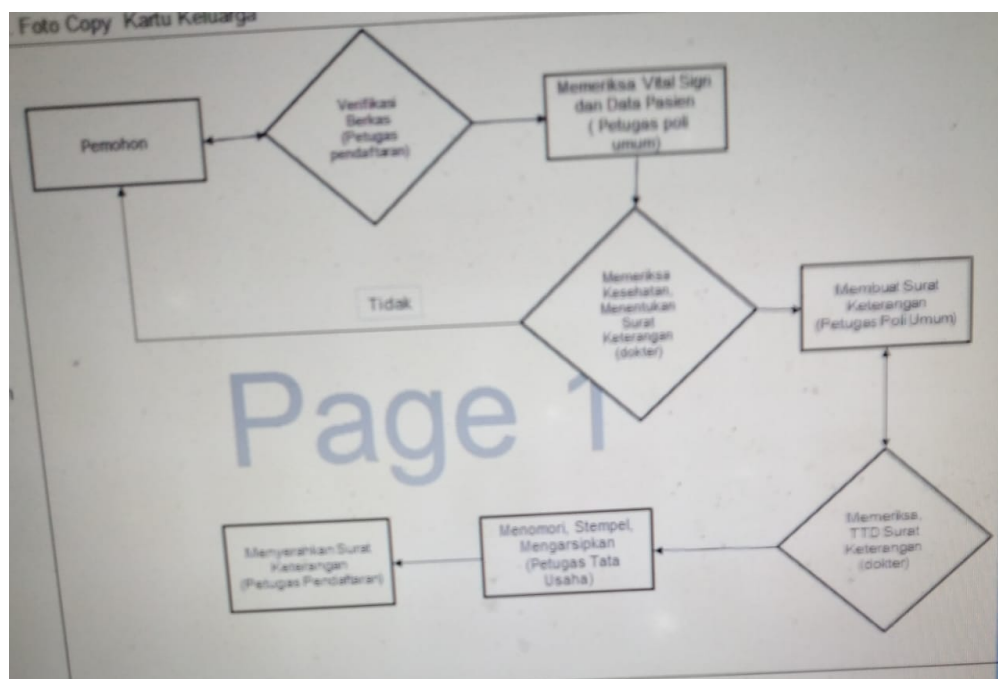 . Foto Copy Kartu Keluarga
Pemohon
Verifikasi
Berkas
(Petugas
pendaftaran)
Memeriksa Vital Sign
dan Data Pasien
( Petugas poli
umum)
Memeriksa
Kesehatan,
Menentukan
Surat
Keterangan
(dokter)
Tidak
Membuat Surat
Keterangan
(Petugas Poli Umum)
Page 1
Memeriksa,
TTD Surat
Keterangan
(dokter)
Menomori, Stempel,
Mengarsipkan
(Petugas Tata
Usaha)
Menyerahkan Surat
Keterangan
(Petugas Pendaftaran)